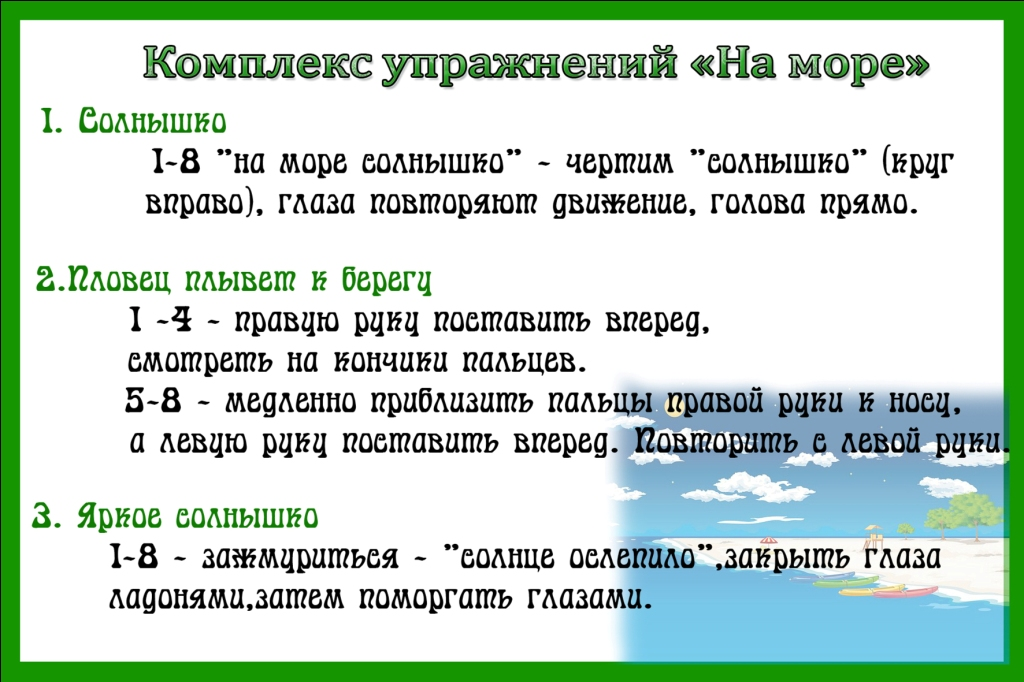 Комплекс упражнений «На море»
1. Солнышко
1-8 "на море солнышко" - чертим "солнышко" (круг
вправо), глаза повторяют движение, голова прямо.
2.Пловец плывет к берегу
1 -4 - правую руку поставить вперед,
смотреть на кончики пальцев.
5-8 - медленно приблизить пальцы правой руки к носу,
а левую руку поставить вперед. Повторить с левой руки.
3. Яркое солнышко
1-8 - зажмуриться - "солнце ослепило",закрыть глаза
ладонями,затем поморгать глазами.